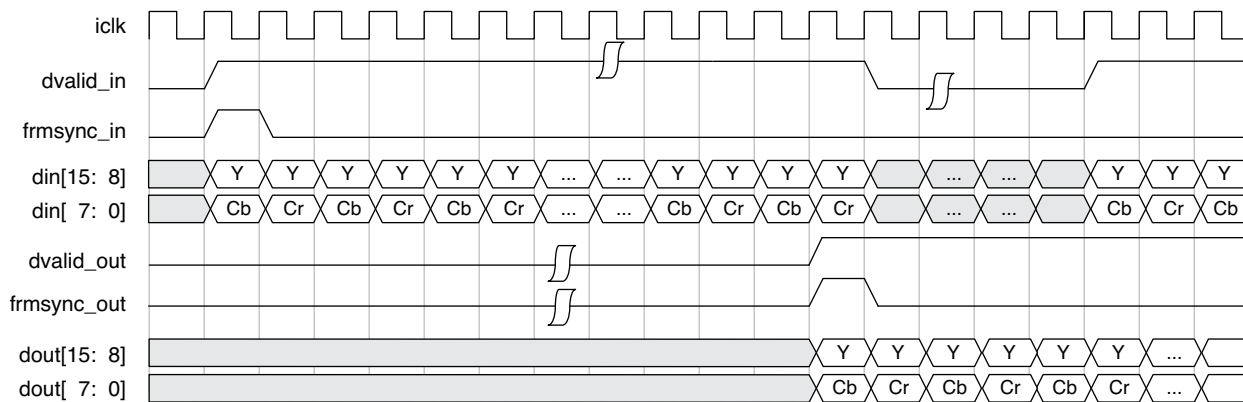 iclk
dvalid_in
frmsync_in
din[15: 8] Y Y Y Y Y Y ... ... Y Y Y Y ... ... Y Y Y
din[ 7: 0] Cb Cr Cb Cr Cb Cr ... ... Cb Cr Cb Cr ... ... Cb Cr Cb
dvalid_out
frmsync_out
dout[15: 8] Y Y Y Y Y Y ...
dout[ 7: 0] Cb Cr Cb Cr Cb Cr ...